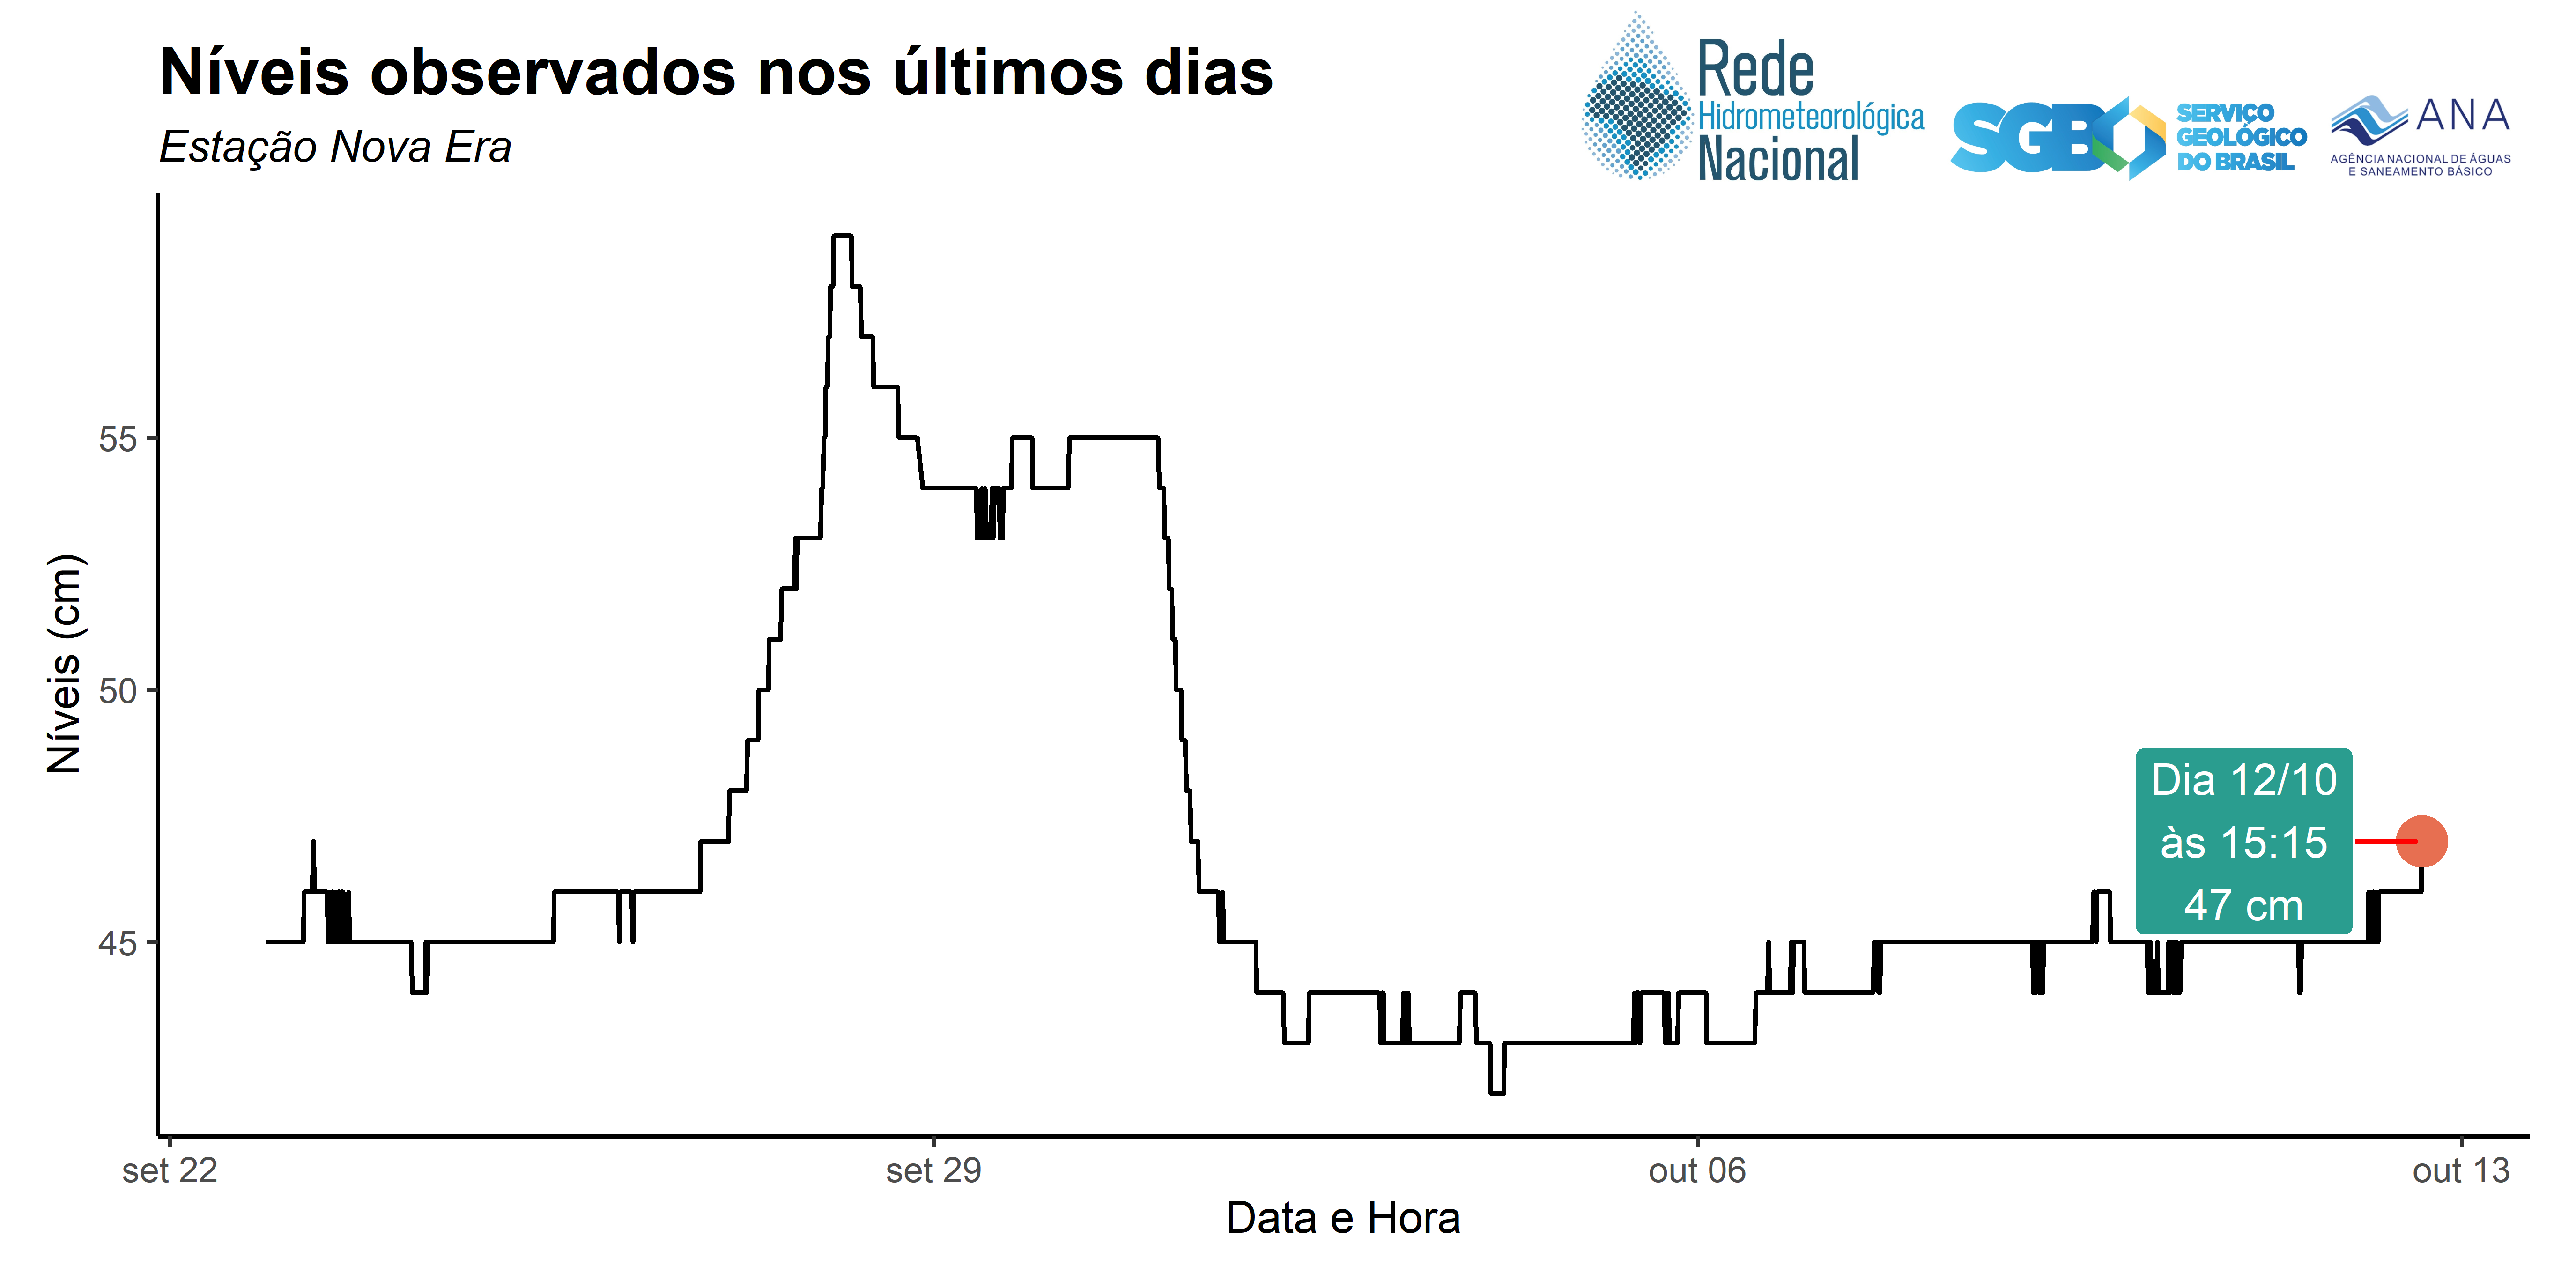 Níveis observados nos últimos dias
Estação Nova Era
Rede
Hidrometeorológica
Nacional
SGB
SERVIÇO
GEOLÓGICO
DO BRASIL
ANA
AGÊNCIA NACIONAL DE ÁGUAS
E SANEAMENTO BÁSICO
Níveis (cm)
55
50
45
Dia 12/10
às 15:15
47 cm
set 22
set 29
out 06
out 13
Data e Hora